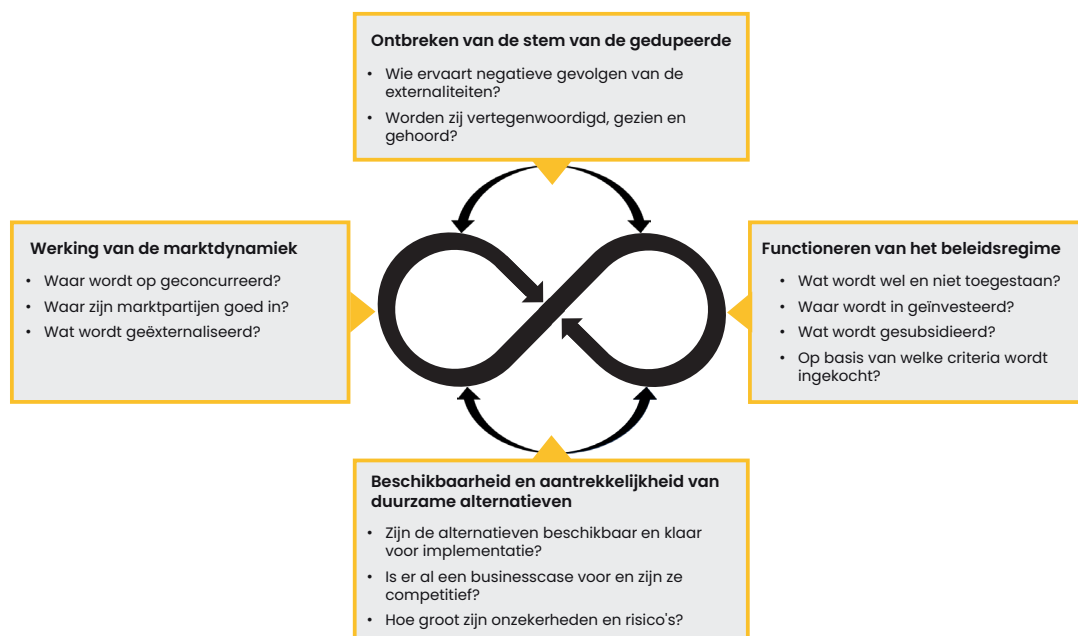 Ontbreken van de stem van de gedupeerde
• Wie ervaart negatieve gevolgen van de
externaliteiten?
• Worden zij vertegenwoordigd, gezien en
gehoord?
Werking van de marktdynamiek
• Waar wordt op geconcurreerd?
• Waar zijn marktpartijen goed in?
• Wat wordt geëxternaliseerd?
Functioneren van het beleidsregime
• Wat wordt wel en niet toegestaan?
• Waar wordt in geïnvesteerd?
• Wat wordt gesubsidieerd?
• Op basis van welke criteria wordt
ingekocht?
Beschikbaarheid en aantrekkelijkheid van
duurzame alternatieven
• Zijn de alternatieven beschikbaar en klaar
voor implementatie?
• Is er al een businesscase voor en zijn ze
competitief?
• Hoe groot zijn onzekerheden en risico's?